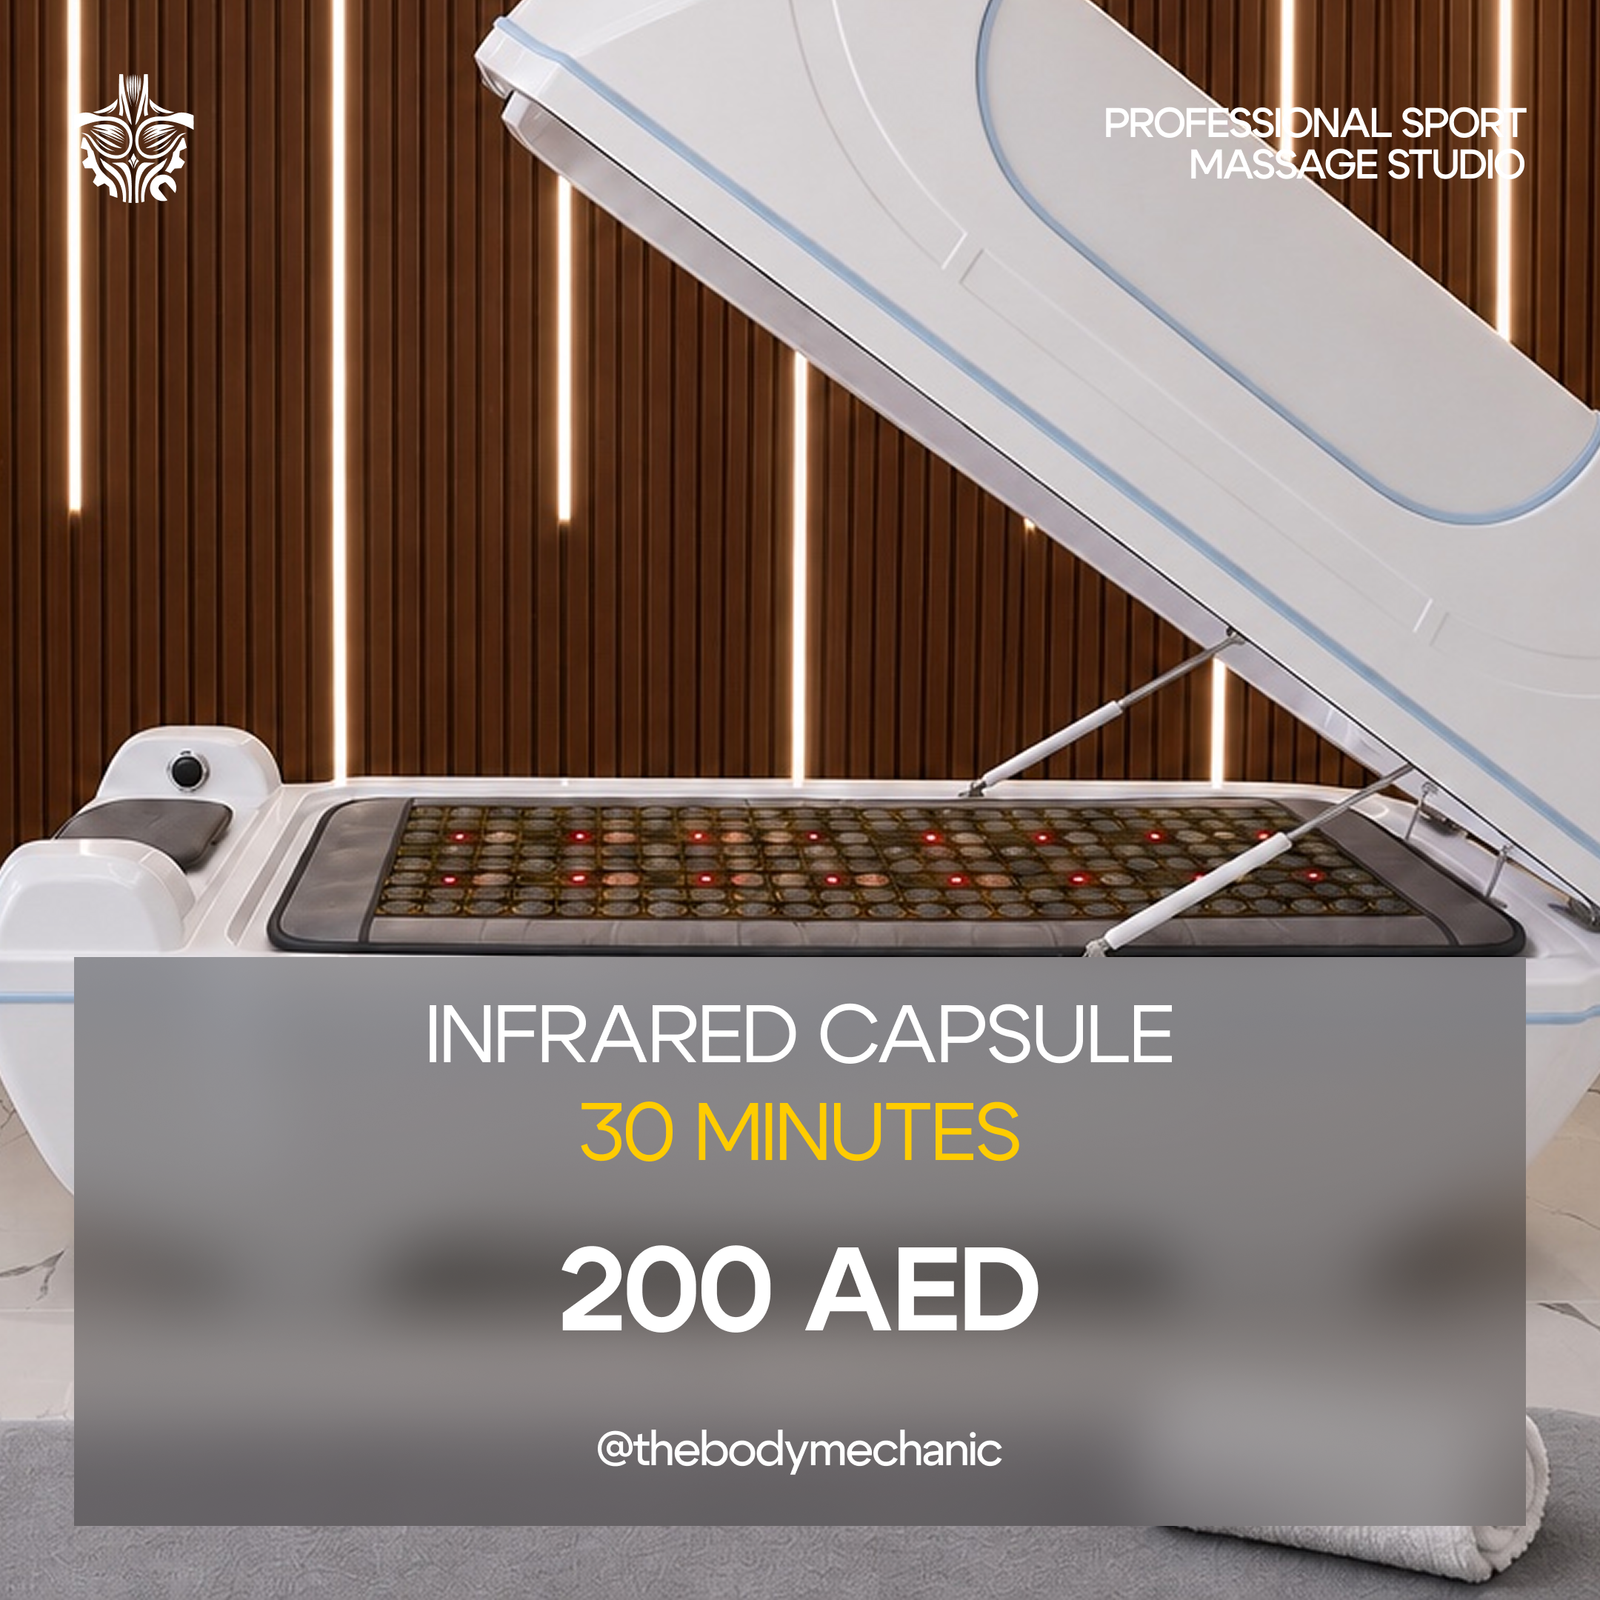 PROFESSIONAL SPORT
MASSAGE STUDIO
INFRARED CAPSULE
30 MINUTES
200 AED
@thebodymechanic